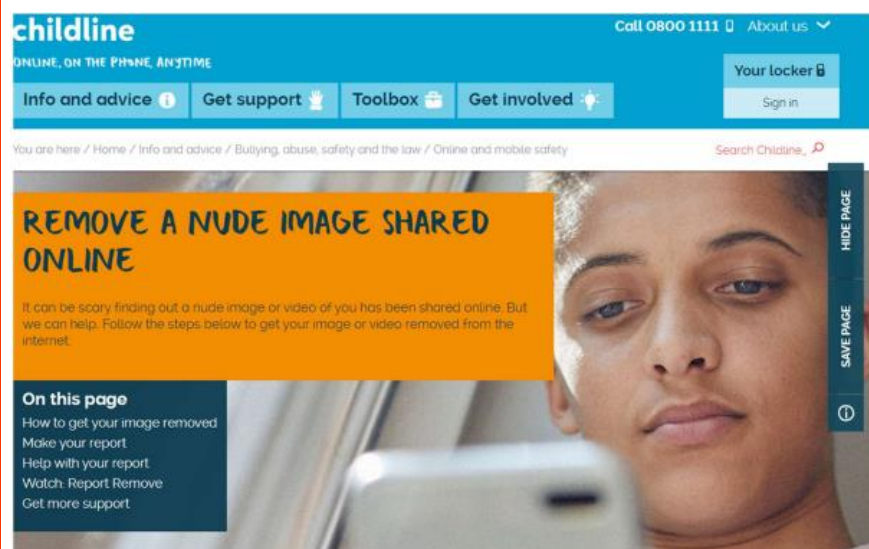 childline
ONLINE, ON THE PHONE, ANYTIME
Call 0800 1111 About us
Your locker
Sign in
Info and advice Get support Toolbox Get involved
You are here / Home / Info and advice / Bullying, abuse, safety and the law / Online and mobile safety
Search Childline_
REMOVE A NUDE IMAGE SHARED
ONLINE
It can be scary finding out a nude image or video of you has been shared online. But
we can help. Follow the steps below to get your image or video removed from the
internet.
On this page
How to get your image removed
Make your report
Help with your report
Watch: Report Remove
Get more support
HIDE PAGE
SAVE PAGE